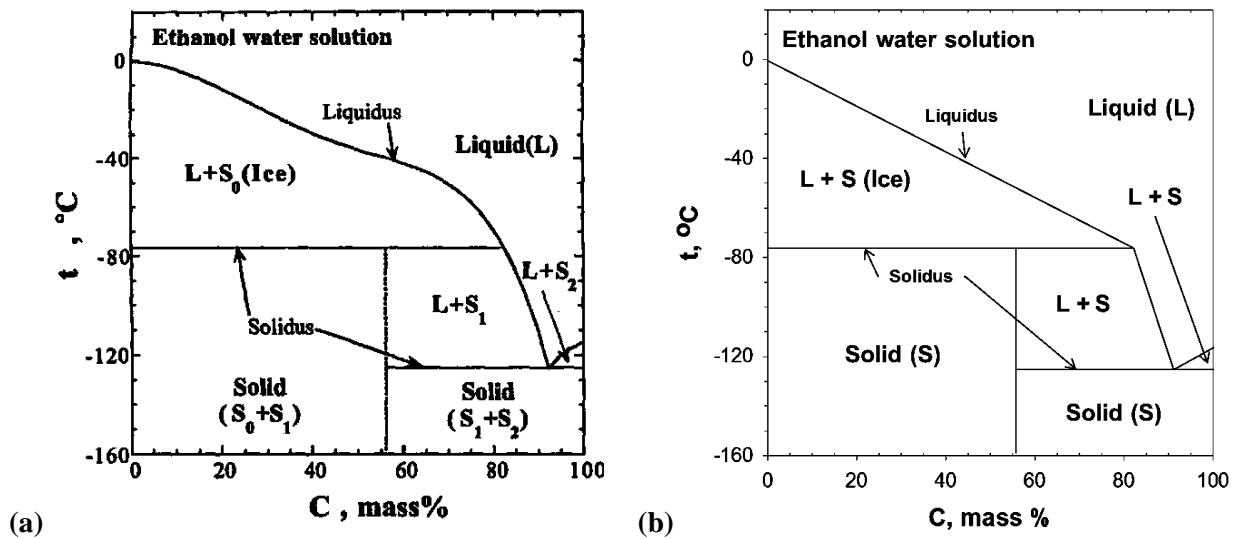 Ethanol water solution
0
Liquidus
Liquid(L)
-40
L+S₀(Ice)
t , °C
-80
L+S₂
L+S₁
Solidus
-120
Solid
(S₀+S₁)
Solid
(S₁+S₂)
-160
0 20 40 60 80 100
C , mass%
(a)
Ethanol water solution
0
Liquid (L)
Liquidus
-40
L + S (Ice)
L + S
t, ºC
-80
Solidus
L + S
-120
Solid (S)
Solid (S)
-160
0 20 40 60 80 100
C, mass %
(b)